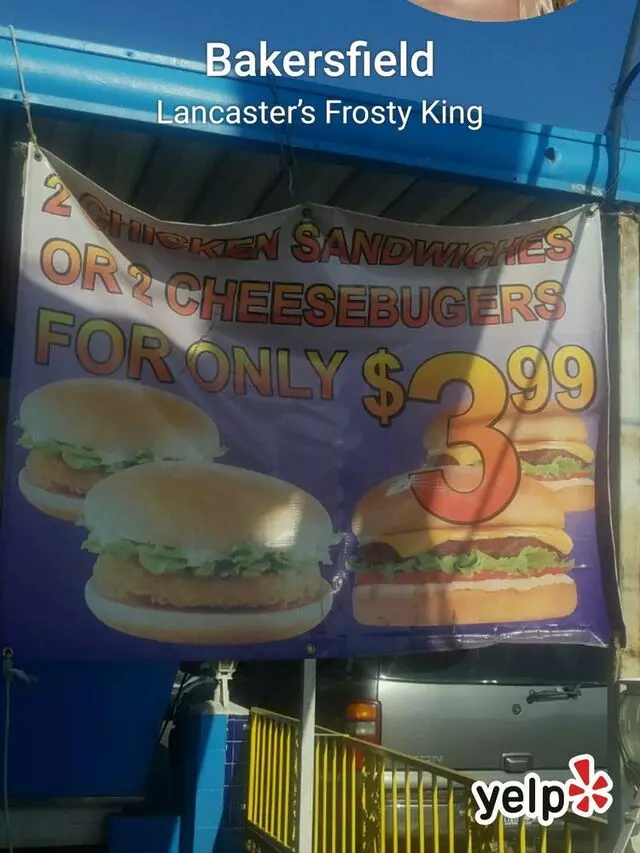 Bakersfield
Lancaster's Frosty King
2 CHICKEN SANDWICHES
OR 2 CHEESEBUGERS
FOR ONLY $3.99
yelp